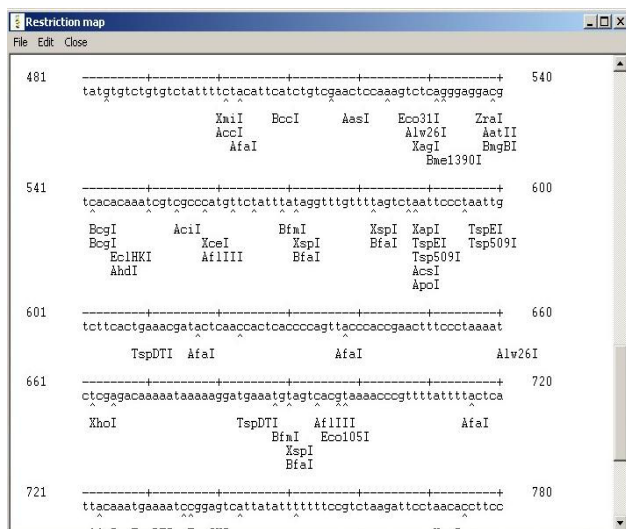 Restriction map
File Edit Close
481 ---------+---------+---------+---------+---------+---------+ 540
tatgtgtctgtgtctattttctacattcatctgtcgaactccaaagtctcagggaggacg
XmiI BccI AasI Eco31I ZraI
AccI Alw26I AatII
AfaI XagI BmgBI
Bme1390I
541 ---------+---------+---------+---------+---------+---------+ 600
tcacacaaatcgtcgcccatgttctatttataggtttgttttagtctaattccctaattg
BcgI AciI BfmI XspI XapI TspEI
BcgI XceI XspI BfaI TspEI Tsp509I
EclHKI AflIII BfaI Tsp509I
AhdI AcsI
ApoI
601 ---------+---------+---------+---------+---------+---------+ 660
tcttcactgaaacgatactcaaccactcaccccagttacccaccgaactttccctaaaat
TspDTI AfaI AfaI Alw26I
661 ---------+---------+---------+---------+---------+---------+ 720
ctcgagacaaaaataaaaaggatgaaatgtagtcacgtaaaacccgttttattttactca
XhoI TspDTI AflIII AfaI
BfmI Eco105I
XspI
BfaI
721 ---------+---------+---------+---------+---------+---------+ 780
ttacaaatgaaaatccggagtcattatattttttttccgtctaagattcctaacaccttcc